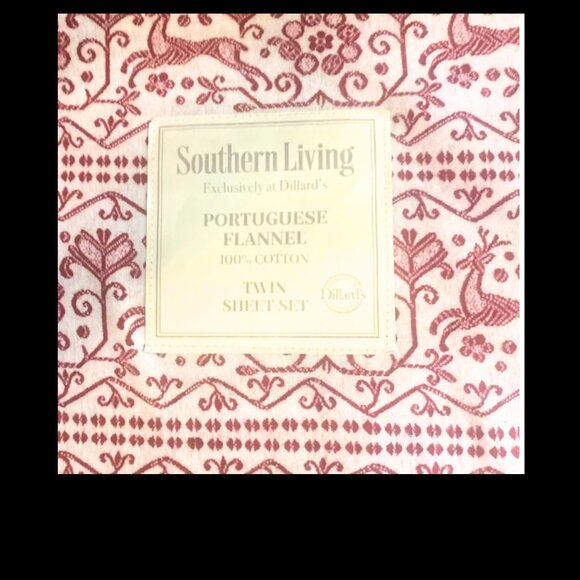 Southern Living
Exclusively at Dillard's
PORTUGUESE
FLANNEL
100% COTTON
TWIN
SHEET SET
Dillard's